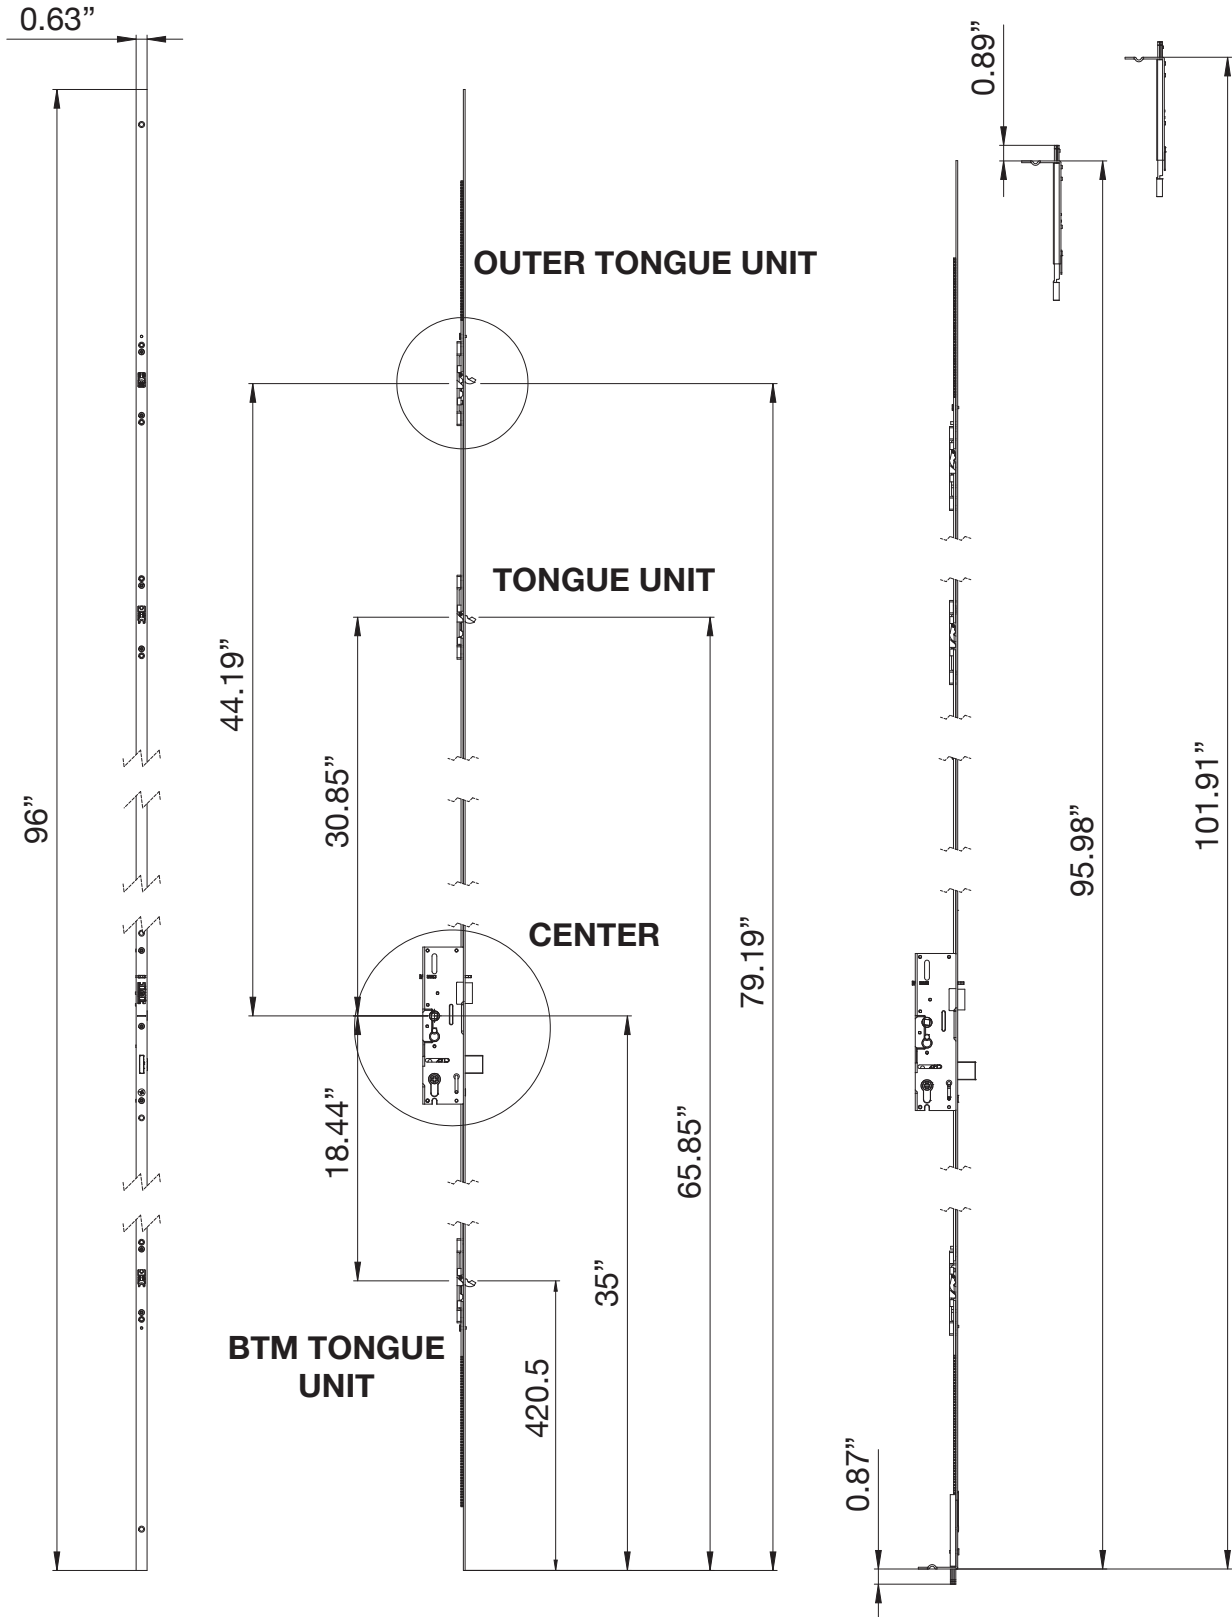 0.63”
0.89”
OUTER TONGUE UNIT
TONGUE UNIT
44.19”
30.85”
96”
95.98”
101.91”
CENTER
79.19”
18.44”
65.85”
35”
BTM TONGUE
UNIT
420.5
0.87”